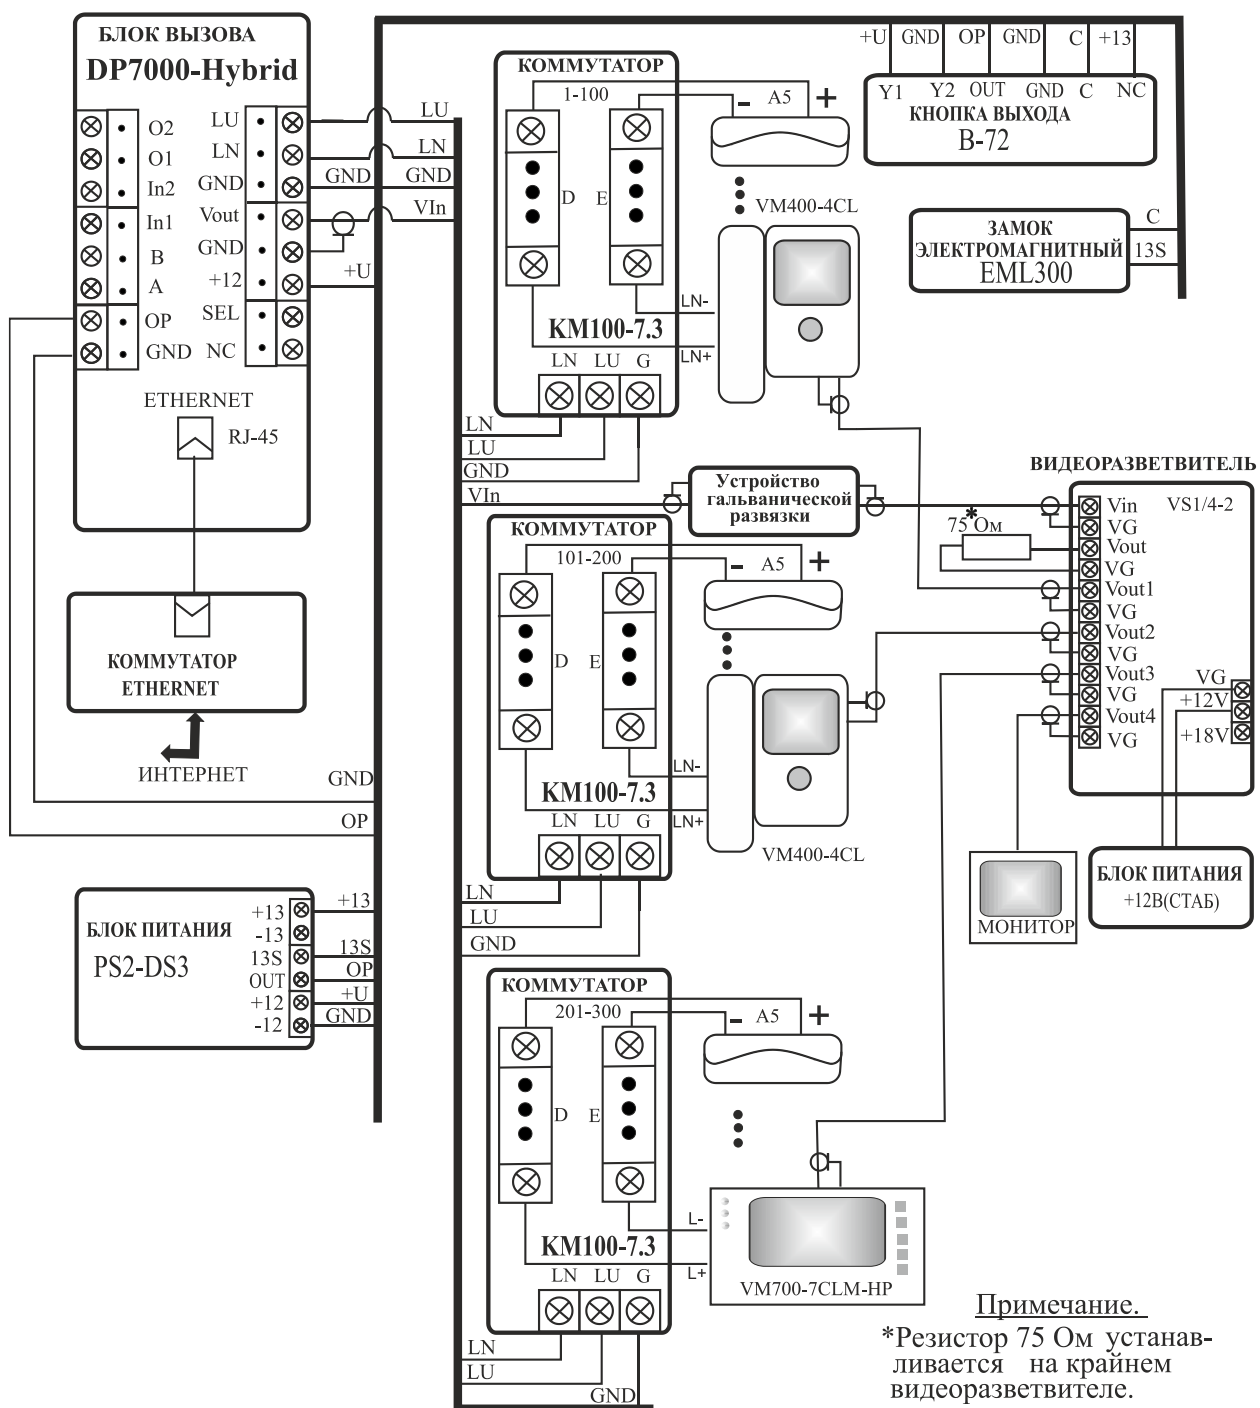 БЛОК ВЫЗОВА
DP7000-Hybrid
O2
O1
In2
In1
B
A
OP
GND
LU
LN
GND
Vout
GND
+12
SEL
NC
ETHERNET
RJ-45
КОММУТАТОР
ETHERNET
ИНТЕРНЕТ
GND
OP
БЛОК ПИТАНИЯ
PS2-DS3
+13
-13
13S
OUT
+12
-12
+13
13S
OP
+U
GND
GND
+U
LU
LN
GND
VIn
КОММУТАТОР
1-100
D
E
KM100-7.3
LN LU G
LN
LU
GND
VIn
- A5 +
VM400-4CL
LN-
LN+
+U GND OP GND C +13
Y1 Y2 OUT GND C NC
КНОПКА ВЫХОДА
B-72
ЗАМОК
ЭЛЕКТРОМАГНИТНЫЙ
EML300
C
13S
Устройство
гальванической
развязки
КОММУТАТОР
101-200
D
E
KM100-7.3
LN LU G
LN
LU
GND
- A5 +
LN-
LN+
VM400-4CL
ВИДЕОРАЗВЕТВИТЕЛЬ
VS1/4-2
*
75 Ом
Vin
VG
Vout
VG
Vout1
VG
Vout2
VG
Vout3
VG
Vout4
VG
VG
+12V
+18V
МОНИТОР
БЛОК ПИТАНИЯ
+12В(СТАБ)
КОММУТАТОР
201-300
D
E
KM100-7.3
LN LU G
LN
LU
GND
- A5 +
L-
L+
VM700-7CLM-HP
Примечание.
*Резистор 75 Ом устанав-
ливается на крайнем
видеоразветвителе.